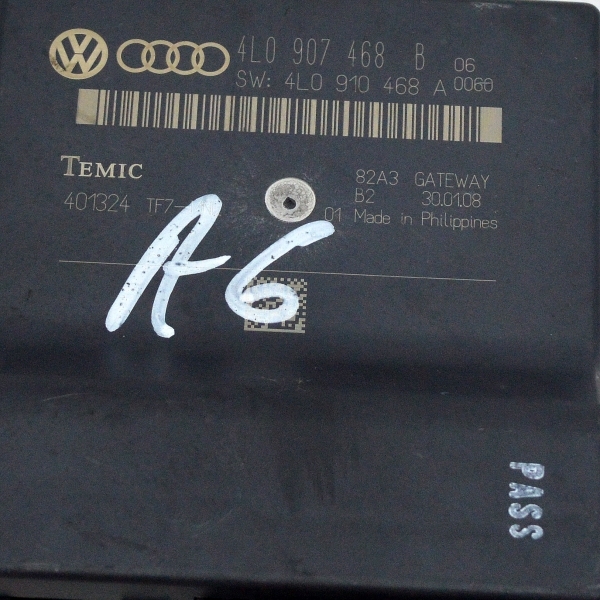 4L0 907 468 B 06
SW: 4L0 910 468 A 0060
TEMIC
82A3 GATEWAY
401324 TF7-
B2 30.01.08
01 Made in Philippines
A6
PASS